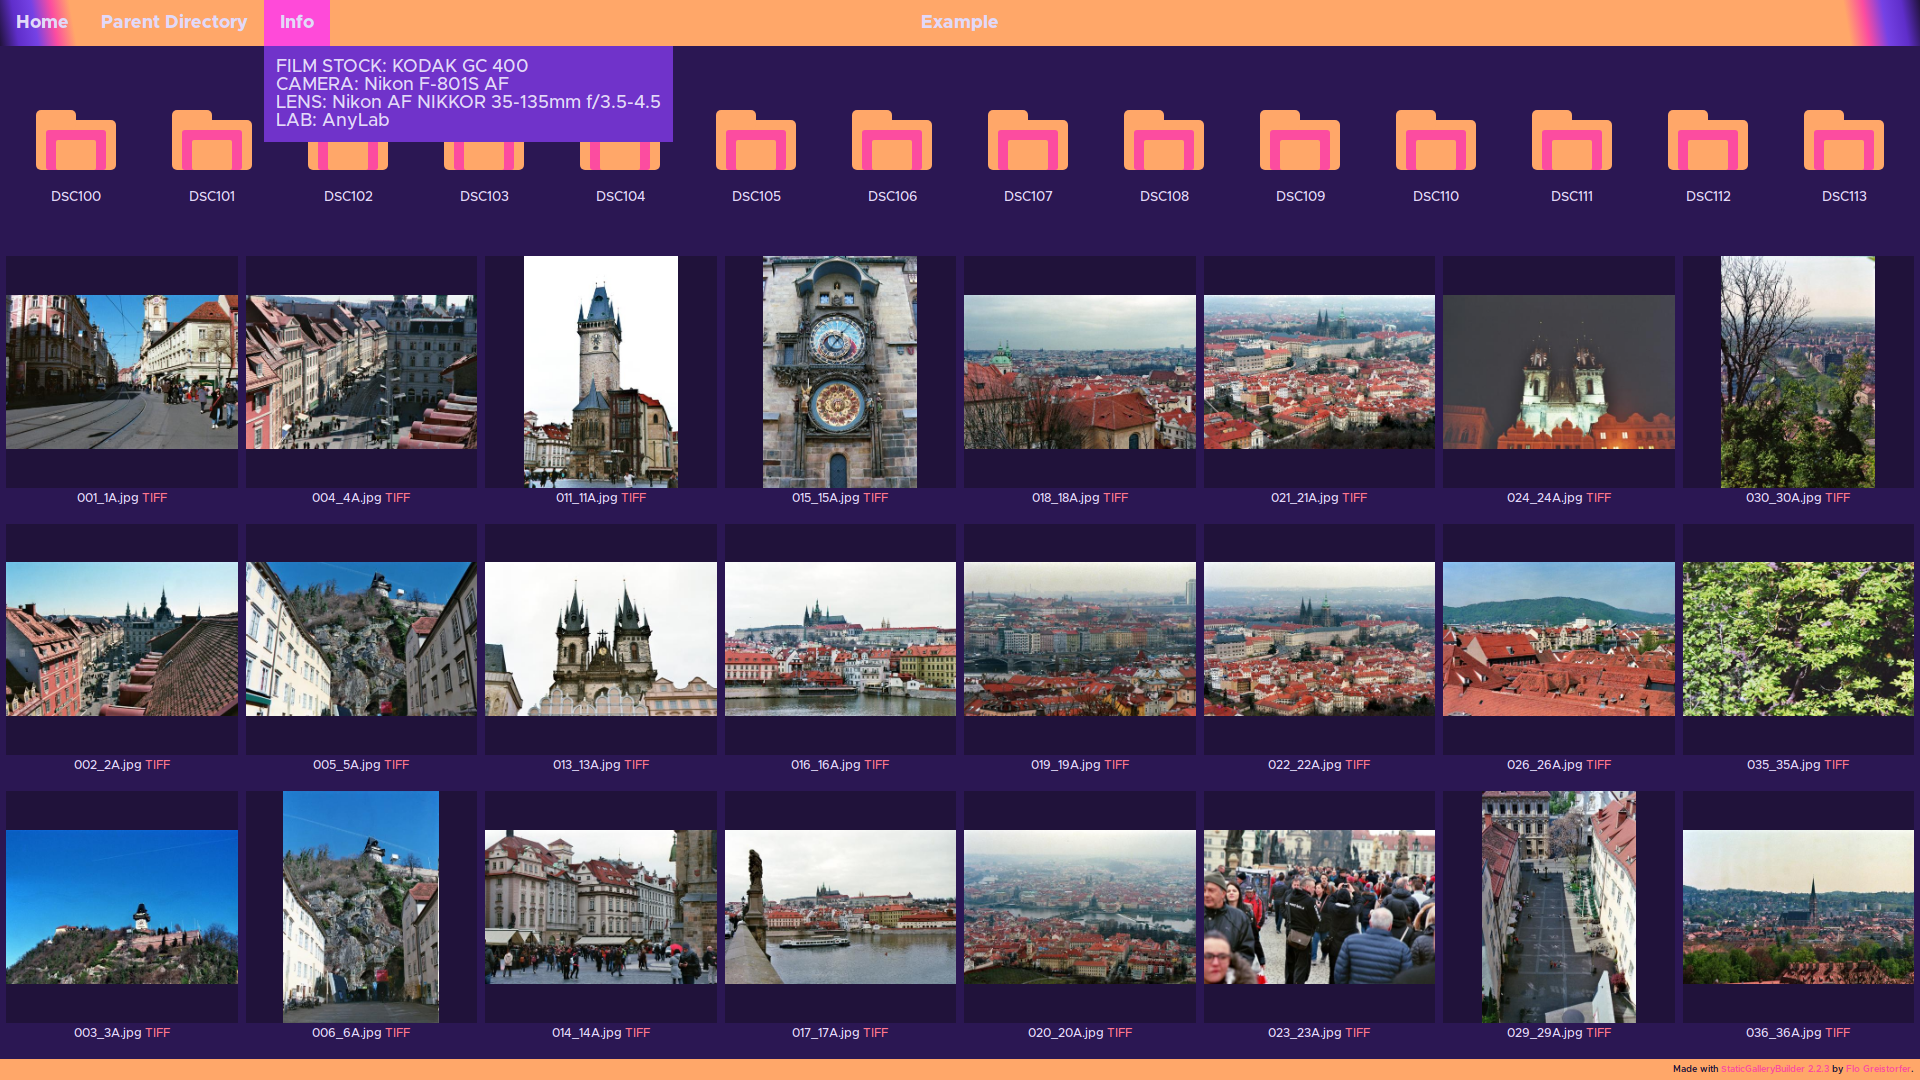 Home Parent Directory Info Example
FILM STOCK: KODAK GC 400
CAMERA: Nikon F-801S AF
LENS: Nikon AF NIKKOR 35-135mm f/3.5-4.5
LAB: AnyLab
DSC100 DSC101 DSC102 DSC103 DSC104 DSC105 DSC106 DSC107 DSC108 DSC109 DSC110 DSC111 DSC112 DSC113
001_1A.jpg TIFF 004_4A.jpg TIFF 011_11A.jpg TIFF 015_15A.jpg TIFF 018_18A.jpg TIFF 021_21A.jpg TIFF 024_24A.jpg TIFF 030_30A.jpg TIFF
002_2A.jpg TIFF 005_5A.jpg TIFF 013_13A.jpg TIFF 016_16A.jpg TIFF 019_19A.jpg TIFF 022_22A.jpg TIFF 026_26A.jpg TIFF 035_35A.jpg TIFF
003_3A.jpg TIFF 006_6A.jpg TIFF 014_14A.jpg TIFF 017_17A.jpg TIFF 020_20A.jpg TIFF 023_23A.jpg TIFF 029_29A.jpg TIFF 036_36A.jpg TIFF
Made with StaticGalleryBuilder 2.2.3 by Flo Greistorfer.